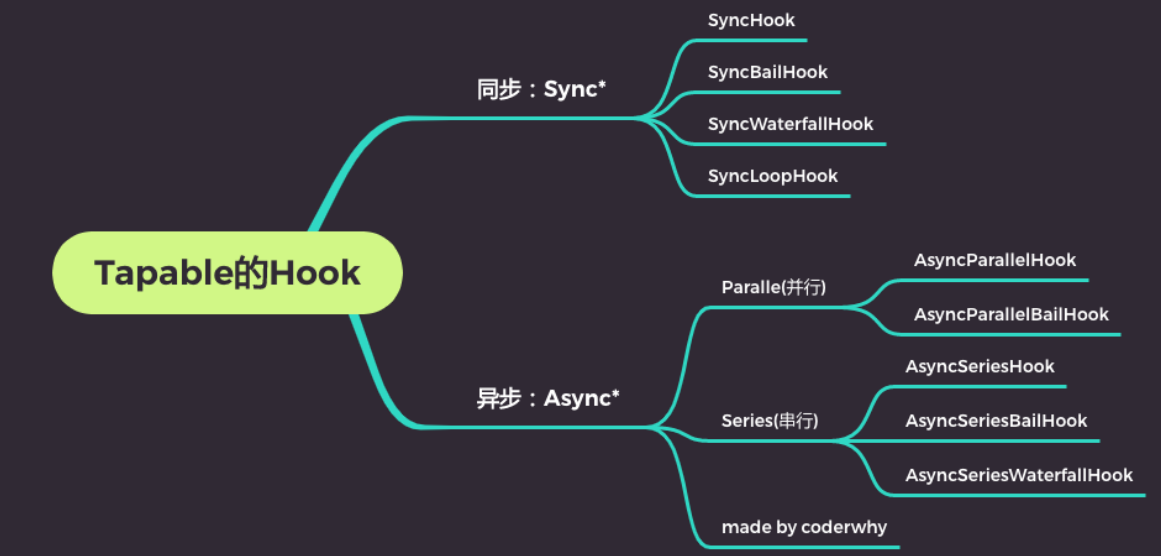 SyncHook
SyncBailHook
同步：Sync*
SyncWaterfallHook
SyncLoopHook
Tapable的Hook
AsyncParallelHook
Paralle(并行)
AsyncParallelBailHook
AsyncSeriesHook
异步：Async*
Series(串行)
AsyncSeriesBailHook
AsyncSeriesWaterfallHook
made by coderwhy